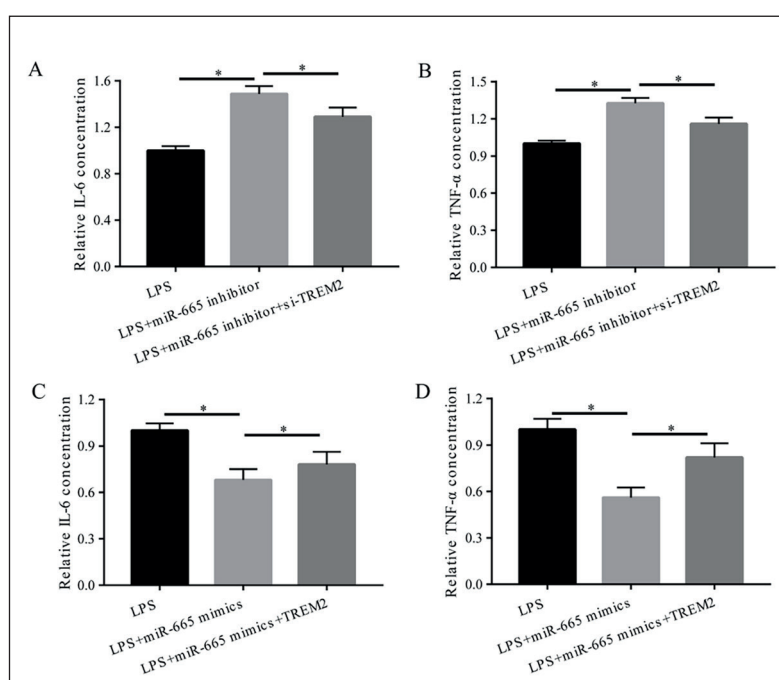 A
Relative IL-6 concentration
1.6
1.2
0.8
0.4
0.0
*
*
LPS
LPS+miR-665 inhibitor
LPS+miR-665 inhibitor+si-TREM2
B
Relative TNF-α concentration
1.5
1.2
0.9
0.6
0.3
0.0
*
*
LPS
LPS+miR-665 inhibitor
LPS+miR-665 inhibitor+si-TREM2
C
Relative IL-6 concentration
1.2
0.9
0.6
0.3
0.0
*
*
LPS
LPS+miR-665 mimics
LPS+miR-665 mimics+TREM2
D
Relative TNF-α concentration
1.2
0.9
0.6
0.3
0.0
*
*
LPS
LPS+miR-665 mimics
LPS+miR-665 mimics+TREM2